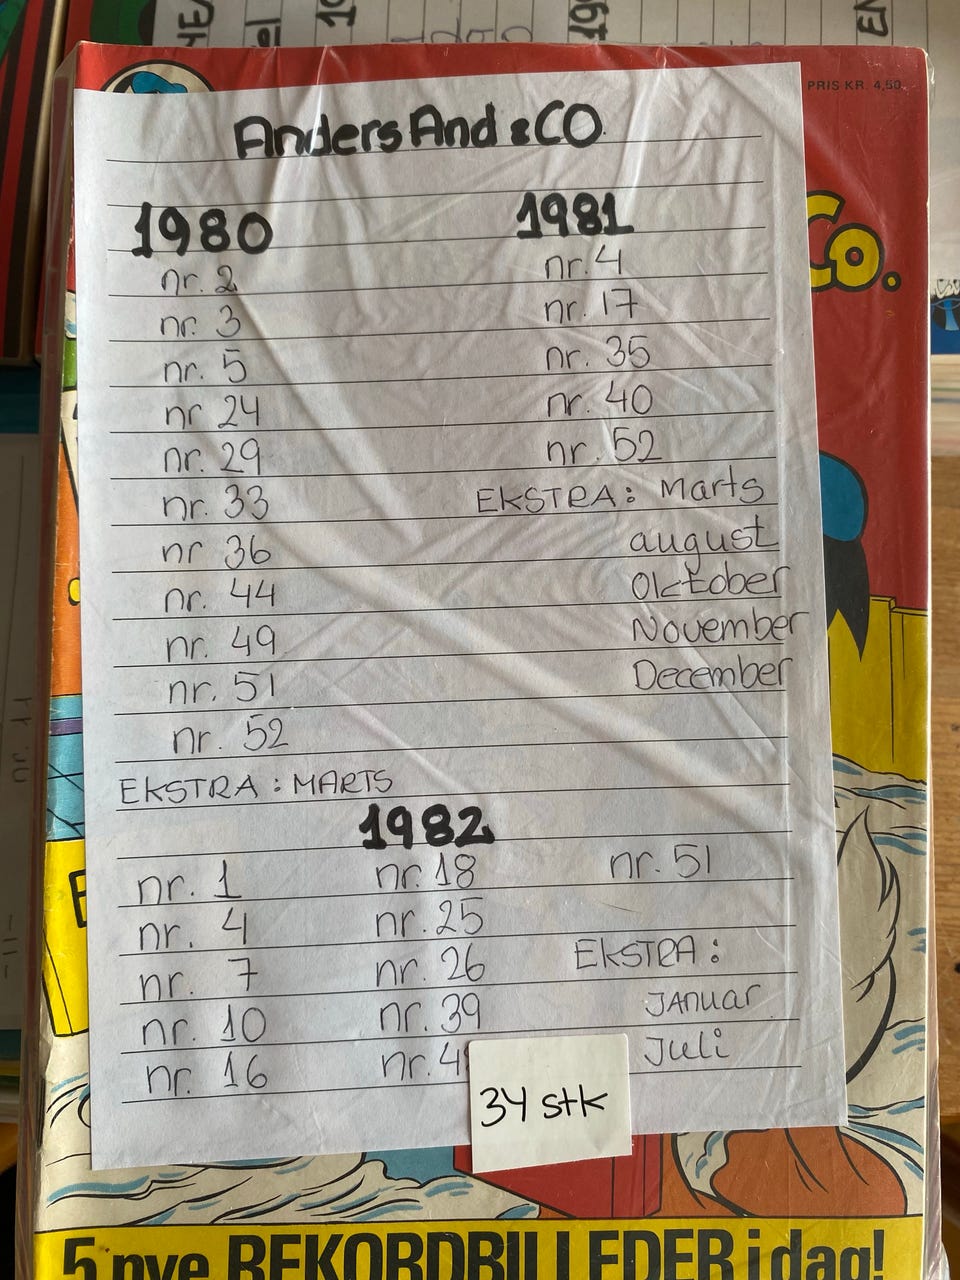 PRIS KR. 4,50
Co.
Anders And & CO.
1980
nr. 2
nr. 3
nr. 5
nr 24
nr. 29
nr. 33
nr 36
nr. 44
nr. 49
nr. 51
nr. 52
EKSTRA : MARTS
1981
nr. 4
nr. 17
nr. 35
nr. 40
nr. 52
EKSTRA : Marts
august
Oktober
November
December
1982
nr. 1
nr. 4
nr. 7
nr. 10
nr. 16
nr. 18
nr. 25
nr. 26
nr. 39
nr. 4
nr. 51
EKSTRA :
JANuar
Juli
34 stk
5 nye REKORDBILLEDER i dag!